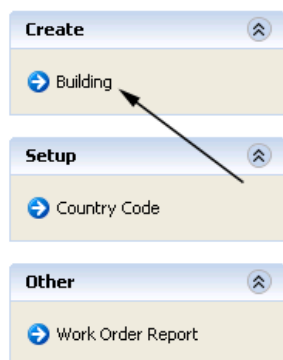 Create
Building
Setup
Country Code
Other
Work Order Report